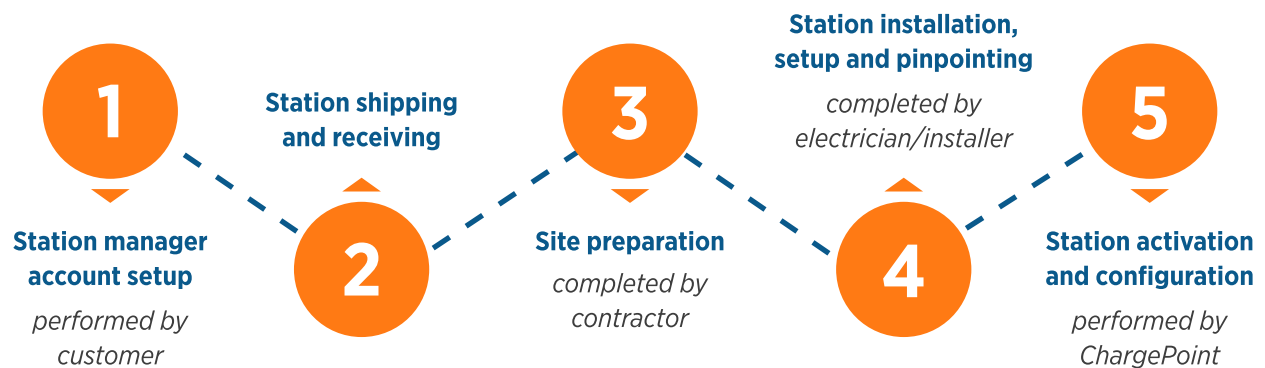 1
Station manager
account setup
performed by
customer
Station shipping
and receiving
2
3
Site preparation
completed by
contractor
Station installation,
setup and pinpointing
completed by
electrician/installer
4
5
Station activation
and configuration
performed by
ChargePoint